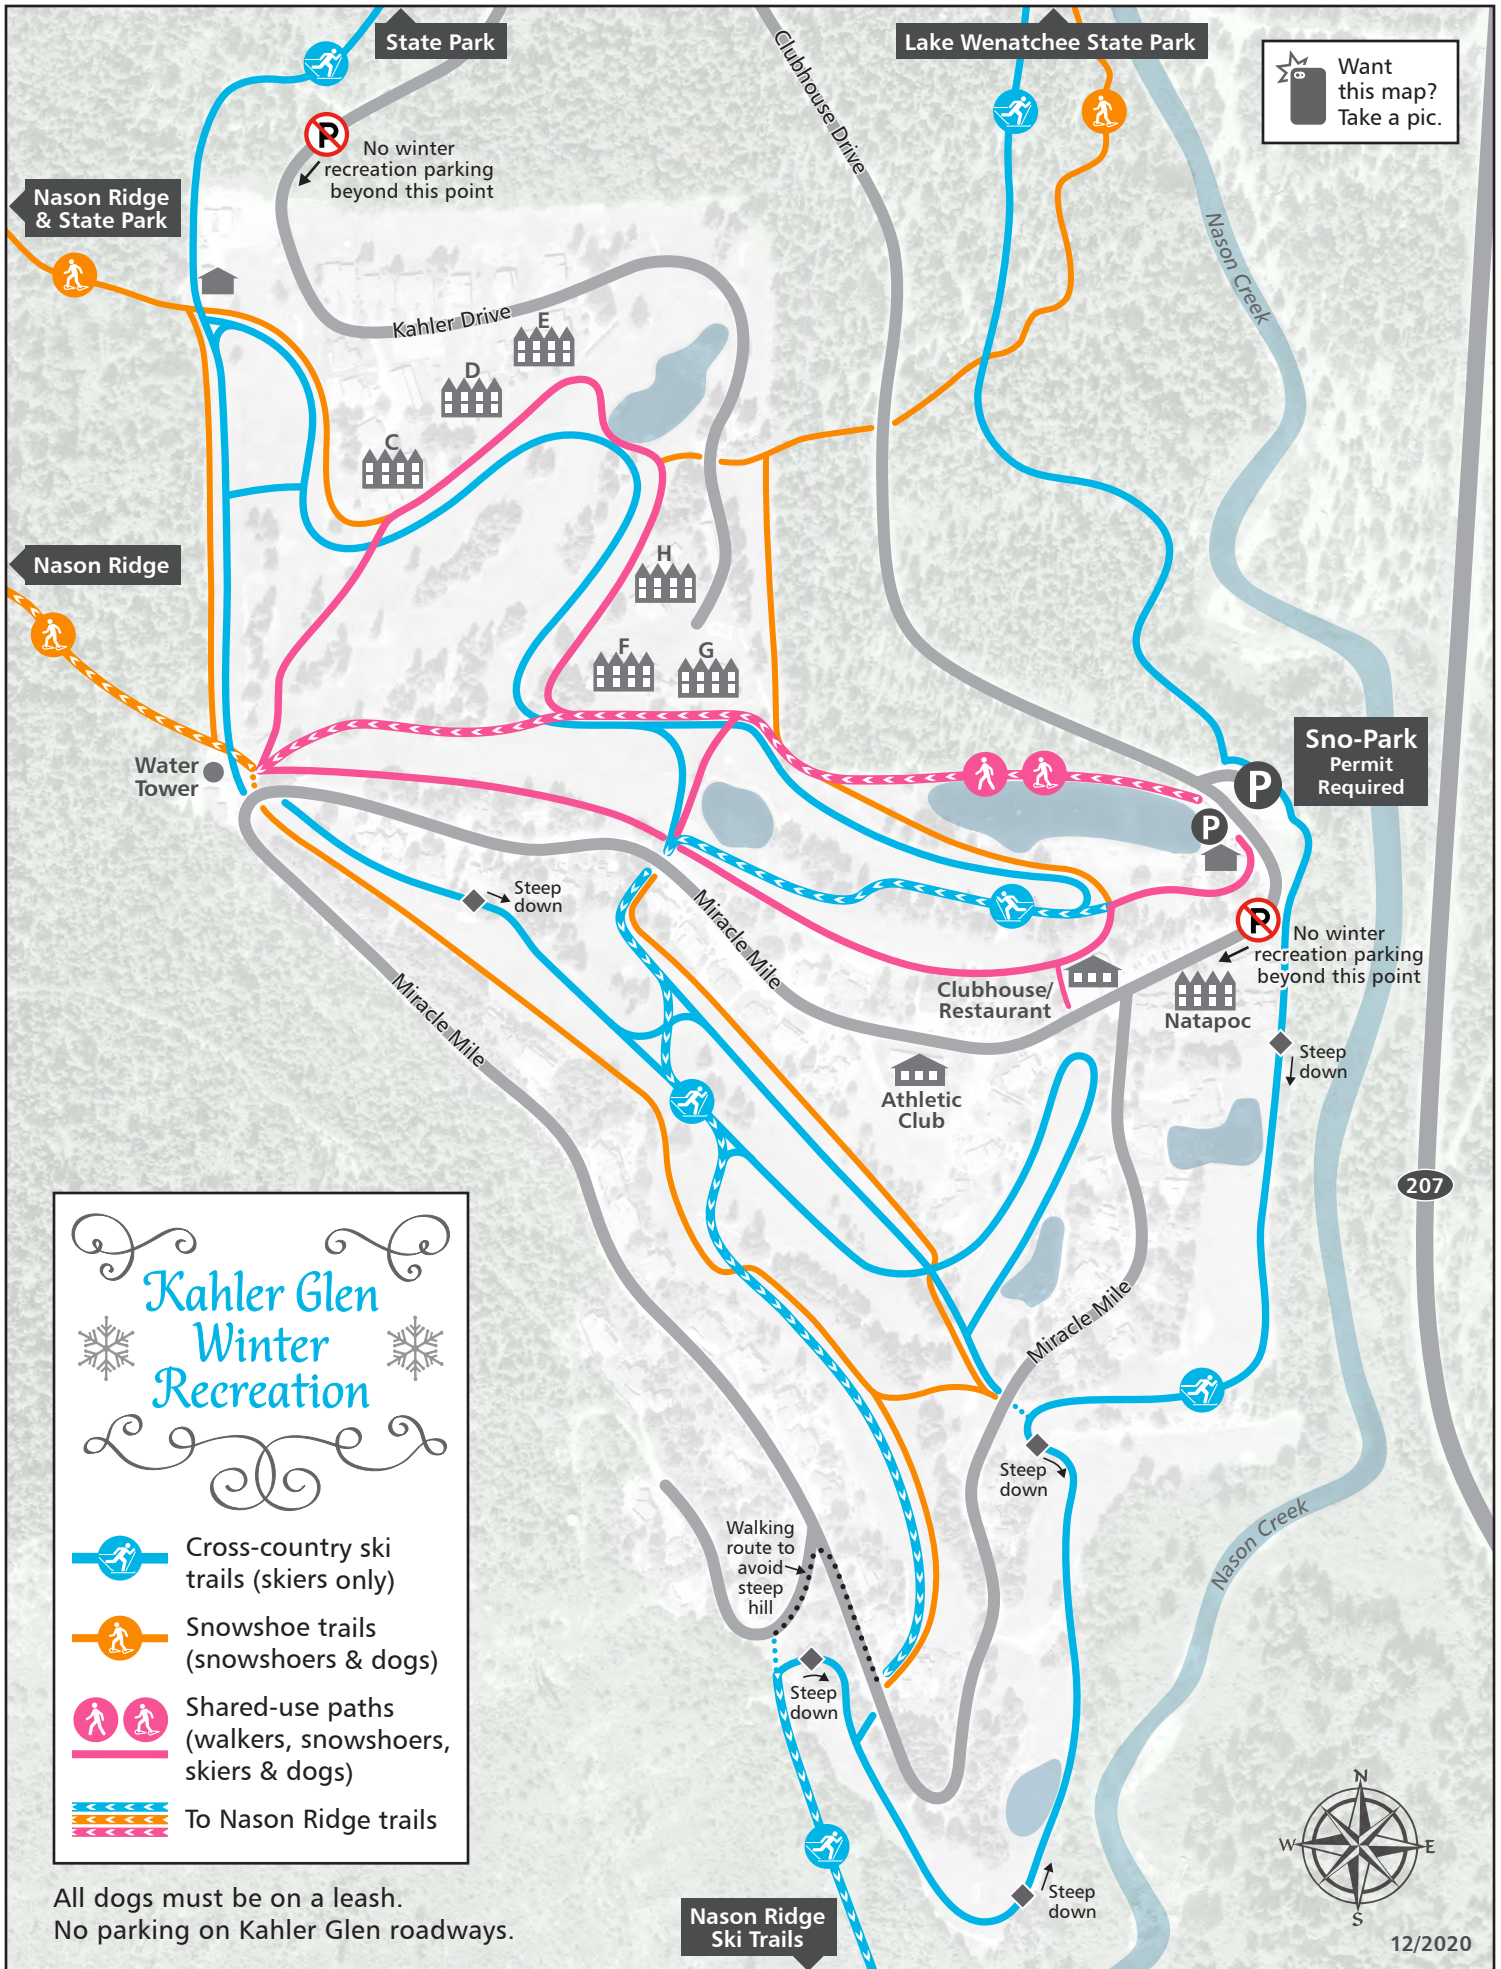 State Park
Lake Wenatchee State Park
Want
this map?
Take a pic.
Clubhouse Drive
P
No winter
recreation parking
beyond this point
Nason Ridge
& State Park
Nason Creek
Kahler Drive
E
D
C
H
F
G
Nason Ridge
Water
Tower
Sno-Park
Permit
Required
P
P
P
No winter
recreation parking
beyond this point
Steep
down
Miracle Mile
Miracle Mile
Clubhouse/
Restaurant
Natapoc
Athletic
Club
Steep
down
207
Miracle Mile
Kahler Glen
Winter
Recreation
Steep
down
Nason Creek
Walking
route to
avoid
steep
hill
Cross-country ski
trails (skiers only)
Snowshoe trails
(snowshoers & dogs)
Shared-use paths
(walkers, snowshoers,
skiers & dogs)
To Nason Ridge trails
Steep
down
Steep
down
N
W
E
S
All dogs must be on a leash.
No parking on Kahler Glen roadways.
Nason Ridge
Ski Trails
12/2020